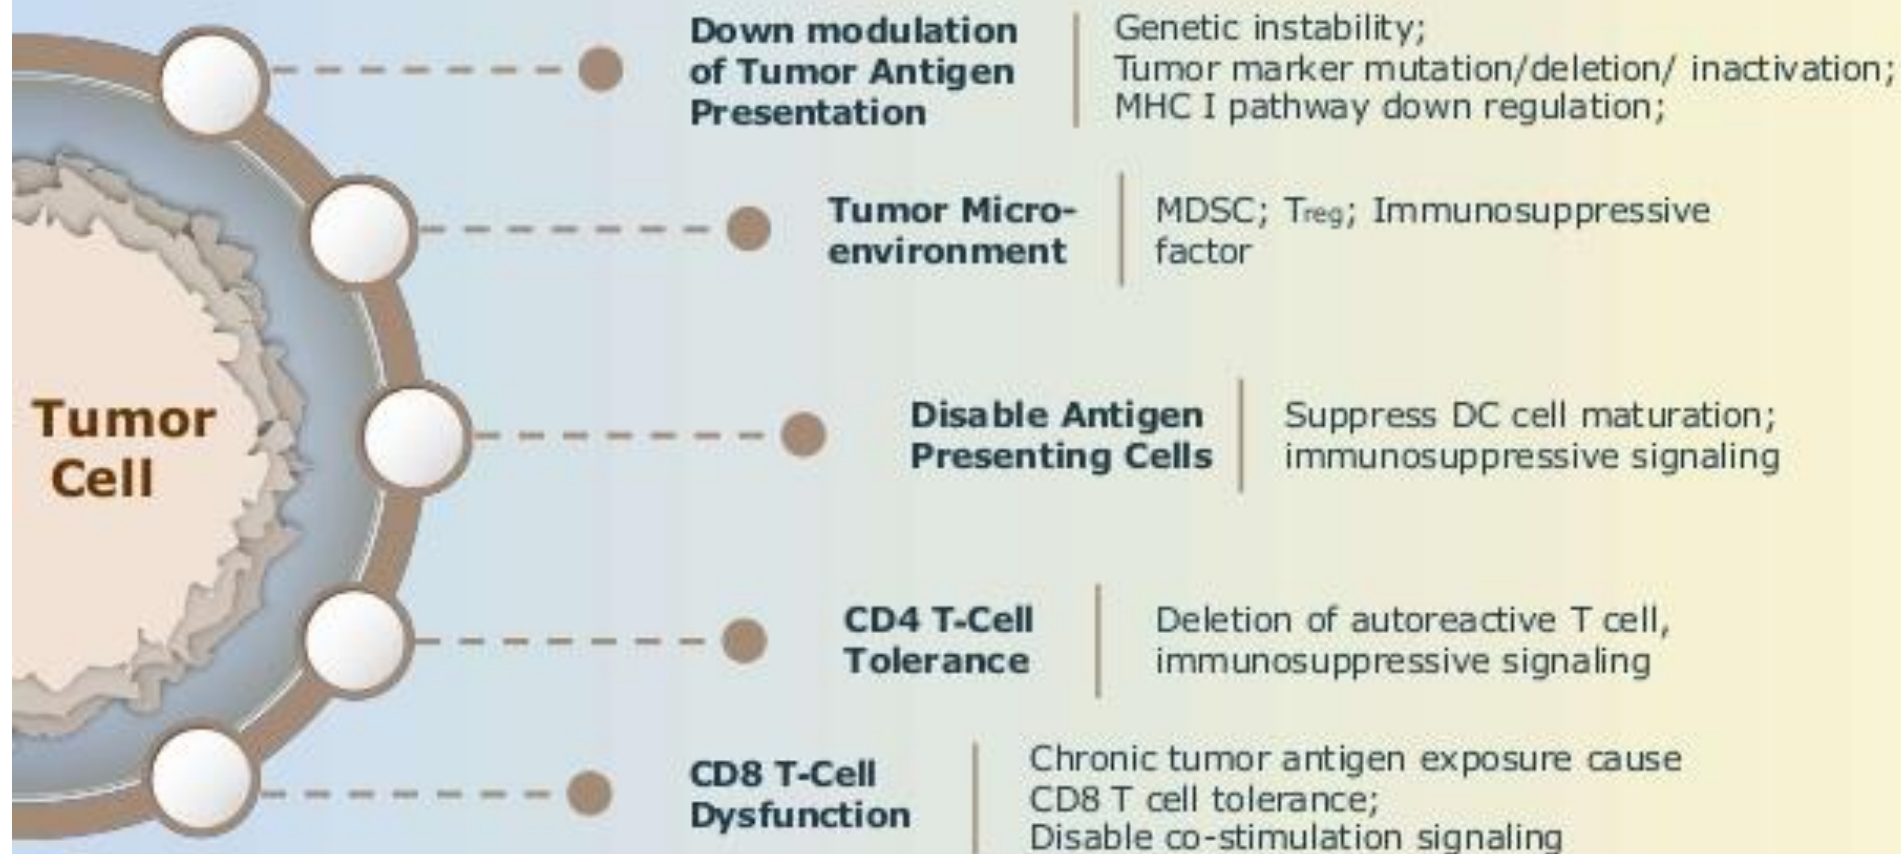 Tumor
Cell
Down modulation
of Tumor Antigen
Presentation
Genetic instability;
Tumor marker mutation/deletion/ inactivation;
MHC I pathway down regulation;
Tumor Micro-
environment
MDSC; Treg; Immunosuppressive
factor
Disable Antigen
Presenting Cells
Suppress DC cell maturation;
immunosuppressive signaling
CD4 T-Cell
Tolerance
Deletion of autoreactive T cell,
immunosuppressive signaling
CD8 T-Cell
Dysfunction
Chronic tumor antigen exposure cause
CD8 T cell tolerance;
Disable co-stimulation signaling